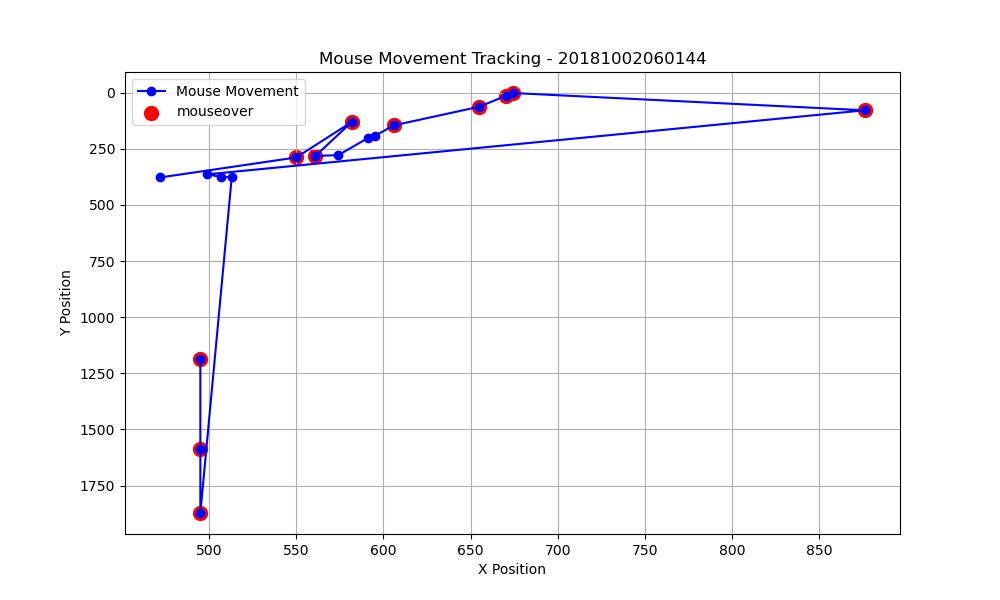 Mouse Movement Tracking - 20181002060144
Mouse Movement
mouseover
0
250
500
750
1000
1250
1500
1750
Y Position
500 550 600 650 700 750 800 850
X Position